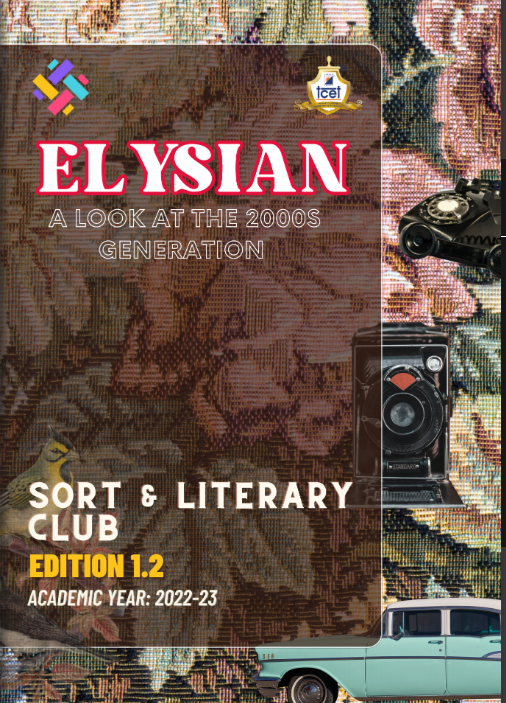 tcet
ELYSIAN
A LOOK AT THE 2000S
GENERATION
SORT & LITERARY
CLUB
EDITION 1.2
ACADEMIC YEAR: 2022-23